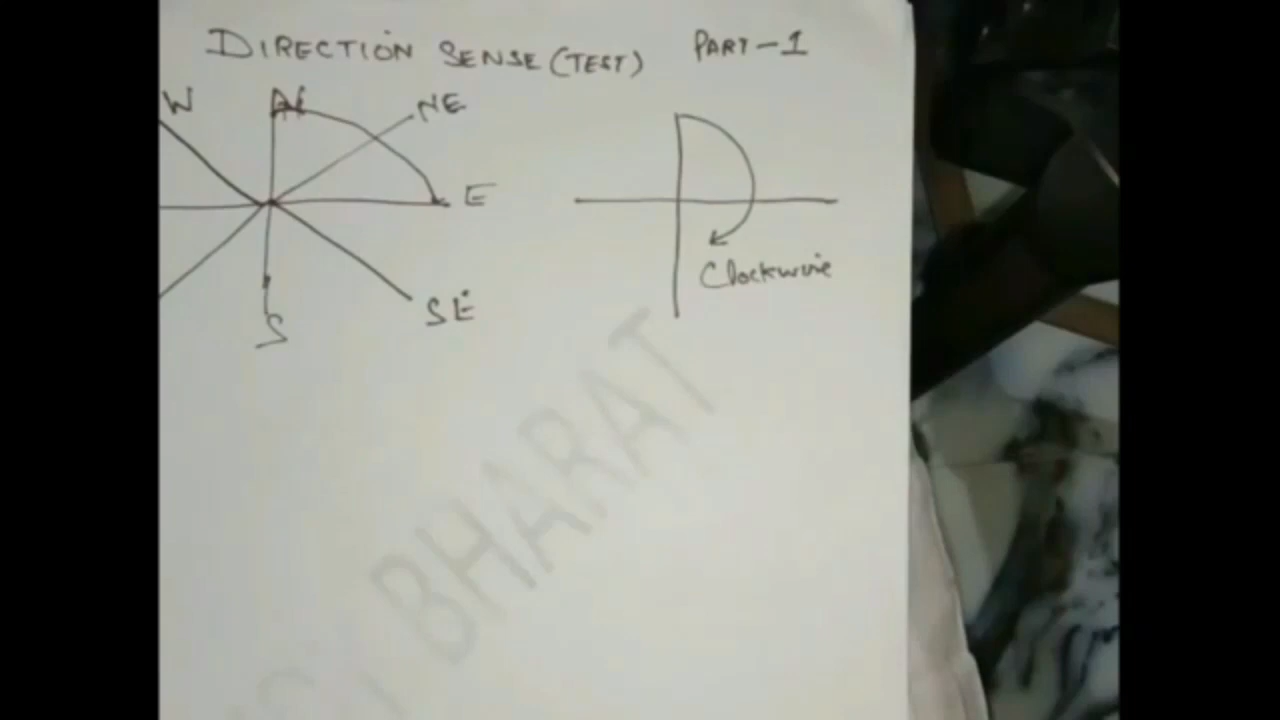 DIRECTION SENSE (TEST) PART-1
W N NE
E
Clockwise
SE
S
BHARAT